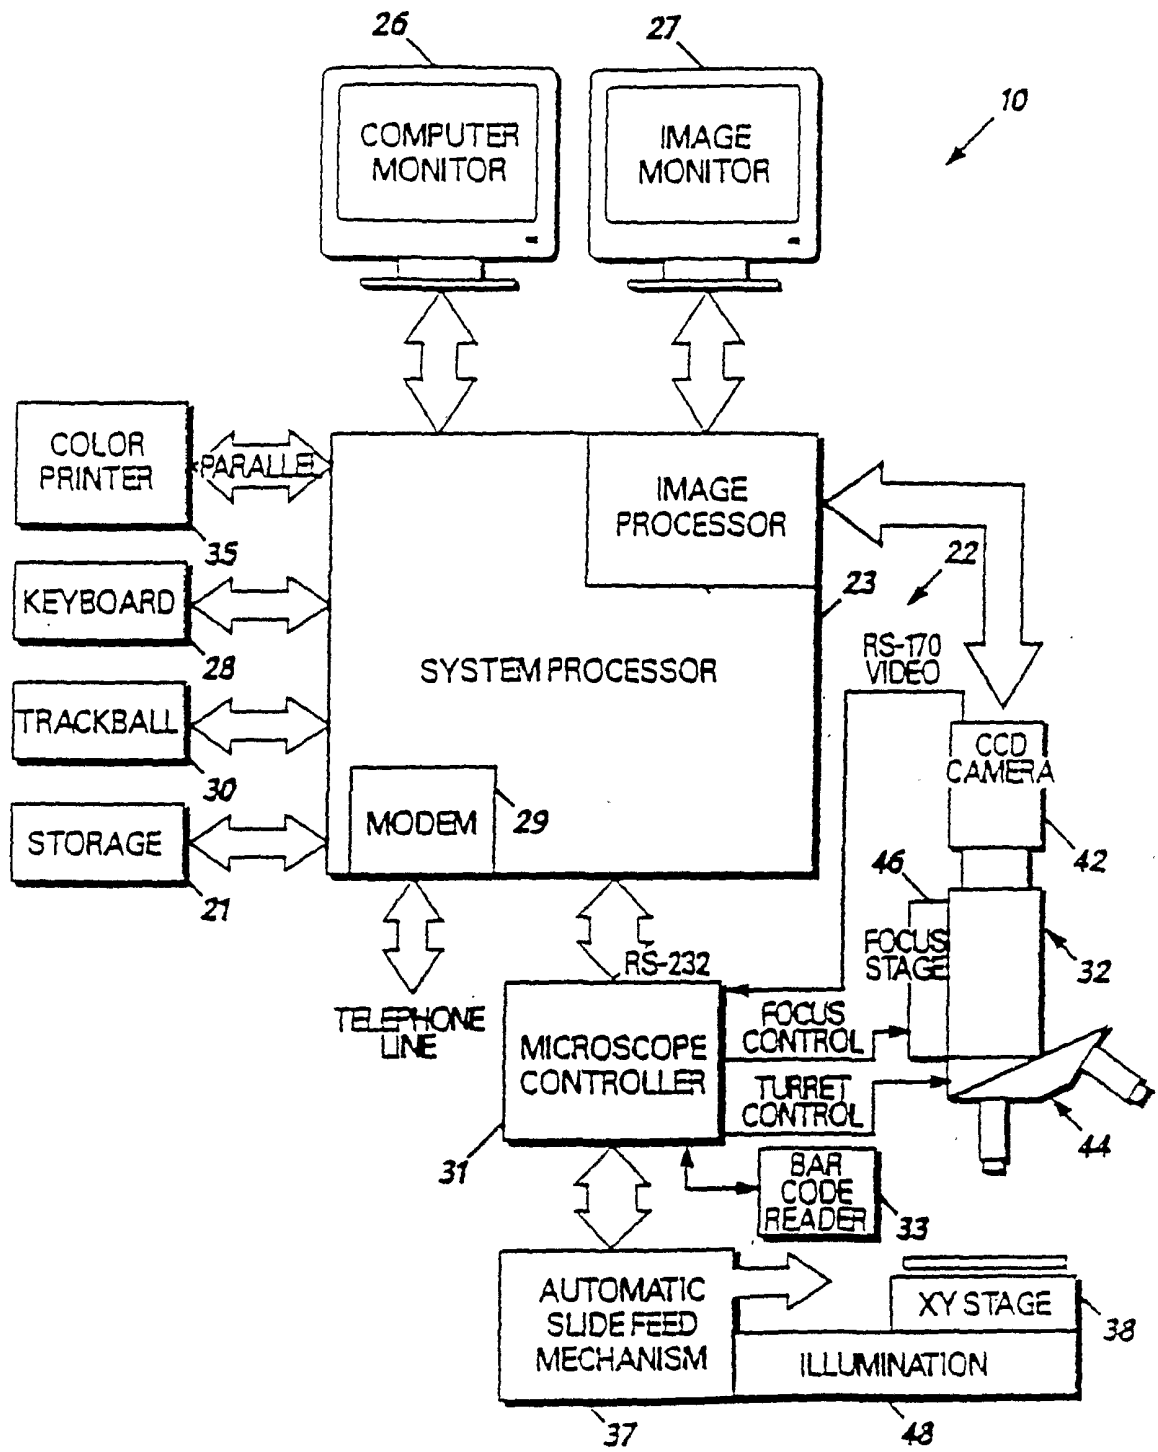 26
27
10
COMPUTER
MONITOR
IMAGE
MONITOR
COLOR
PRINTER
PARALLEL
35
IMAGE
PROCESSOR
22
23
KEYBOARD
28
RS-170
VIDEO
SYSTEM PROCESSOR
TRACKBALL
30
CCD
CAMERA
42
STORAGE
21
MODEM
29
46
FOCUS
STAGE
32
RS-232
TELEPHONE
LINE
MICROSCOPE
CONTROLLER
31
FOCUS
CONTROL
TURRET
CONTROL
44
BAR
CODE
READER
33
AUTOMATIC
SLIDE FEED
MECHANISM
37
XY STAGE
38
ILLUMINATION
48